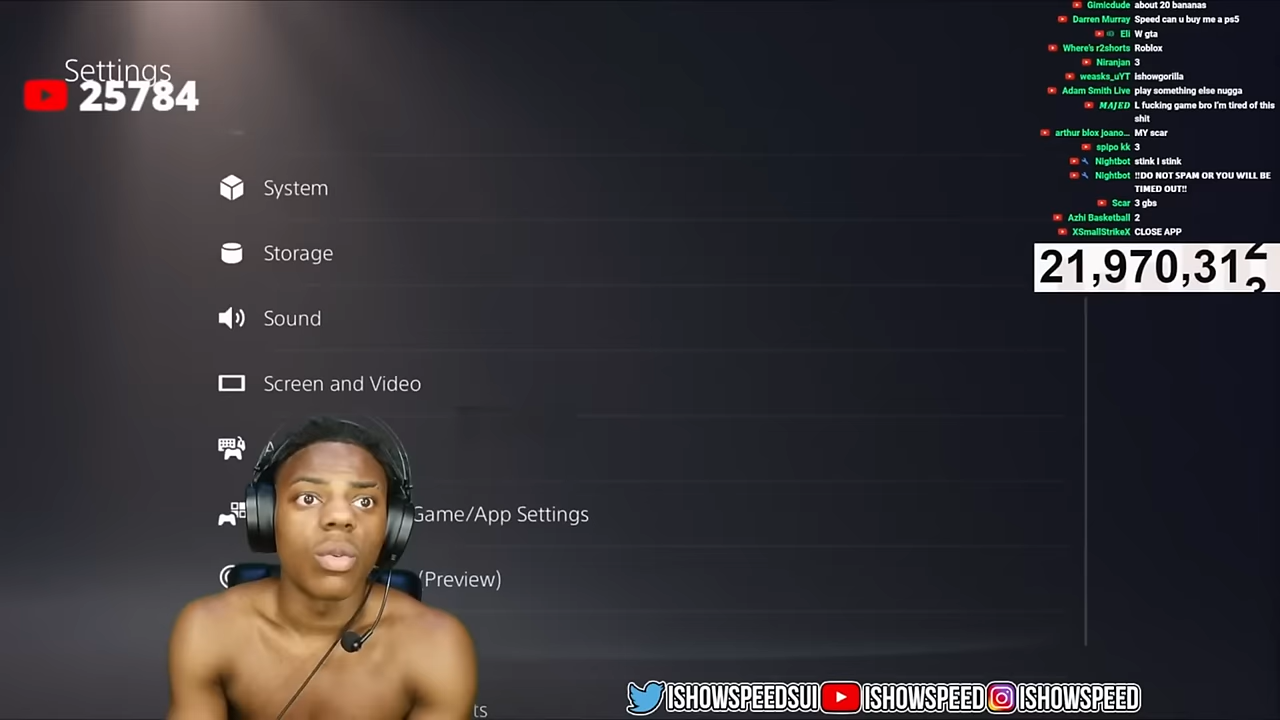 Settings
25784
System
Storage
Sound
Screen and Video
A
Game/App Settings
(Preview)
ts
Gimicdude about 20 bananas
Darren Murray Speed can u buy me a ps5
Eli W gta
Where's r2shorts Roblox
Niranjan 3
weasks_uYT ishowgorilla
Adam Smith Live play something else nugga
MAJED L fucking game bro I'm tired of this
shit
arthur blox joano... MY scar
spipo kk 3
Nightbot stink I stink
Nightbot !!DO NOT SPAM OR YOU WILL BE
TIMED OUT!!
Scar 3 gbs
Azhi Basketball 2
XSmallStrikeX CLOSE APP
21,970,31
ISHOWSPEEDSUI ISHOWSPEED ISHOWSPEED